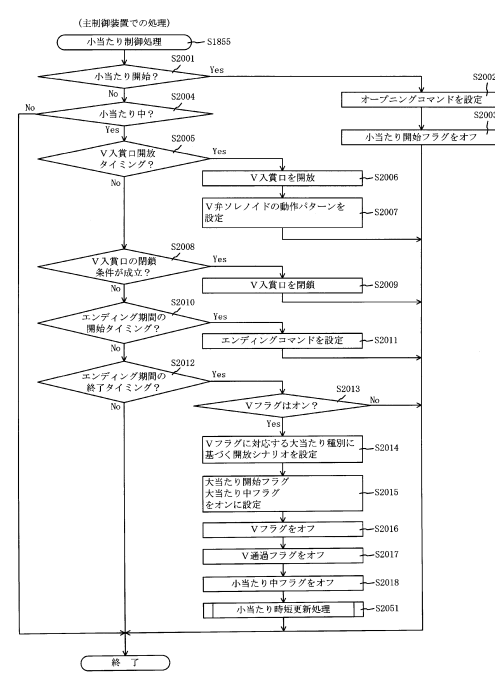 (主制御装置での処理)
小当たり制御処理
S1855
S2001
小当たり開始？
Yes
No
S2002
オープニングコマンドを設定
S2003
小当たり開始フラグをオフ
S2004
No
小当たり中？
Yes
S2005
V入賞口開放
タイミング？
Yes
No
V入賞口を開放
S2006
V弁ソレノイドの動作パターンを
設定
S2007
S2008
V入賞口の閉鎖
条件が成立？
Yes
No
V入賞口を閉鎖
S2009
S2010
エンディング期間の
開始タイミング？
Yes
No
エンディングコマンドを設定
S2011
S2012
エンディング期間の
終了タイミング？
Yes
No
S2013
Vフラグはオン？
No
Yes
Vフラグに対応する大当たり種別に
基づく開放シナリオを設定
S2014
大当たり開始フラグ
大当たり中フラグ
をオンに設定
S2015
Vフラグをオフ
S2016
V通過フラグをオフ
S2017
小当たり中フラグをオフ
S2018
小当たり時短更新処理
S2051
終 了